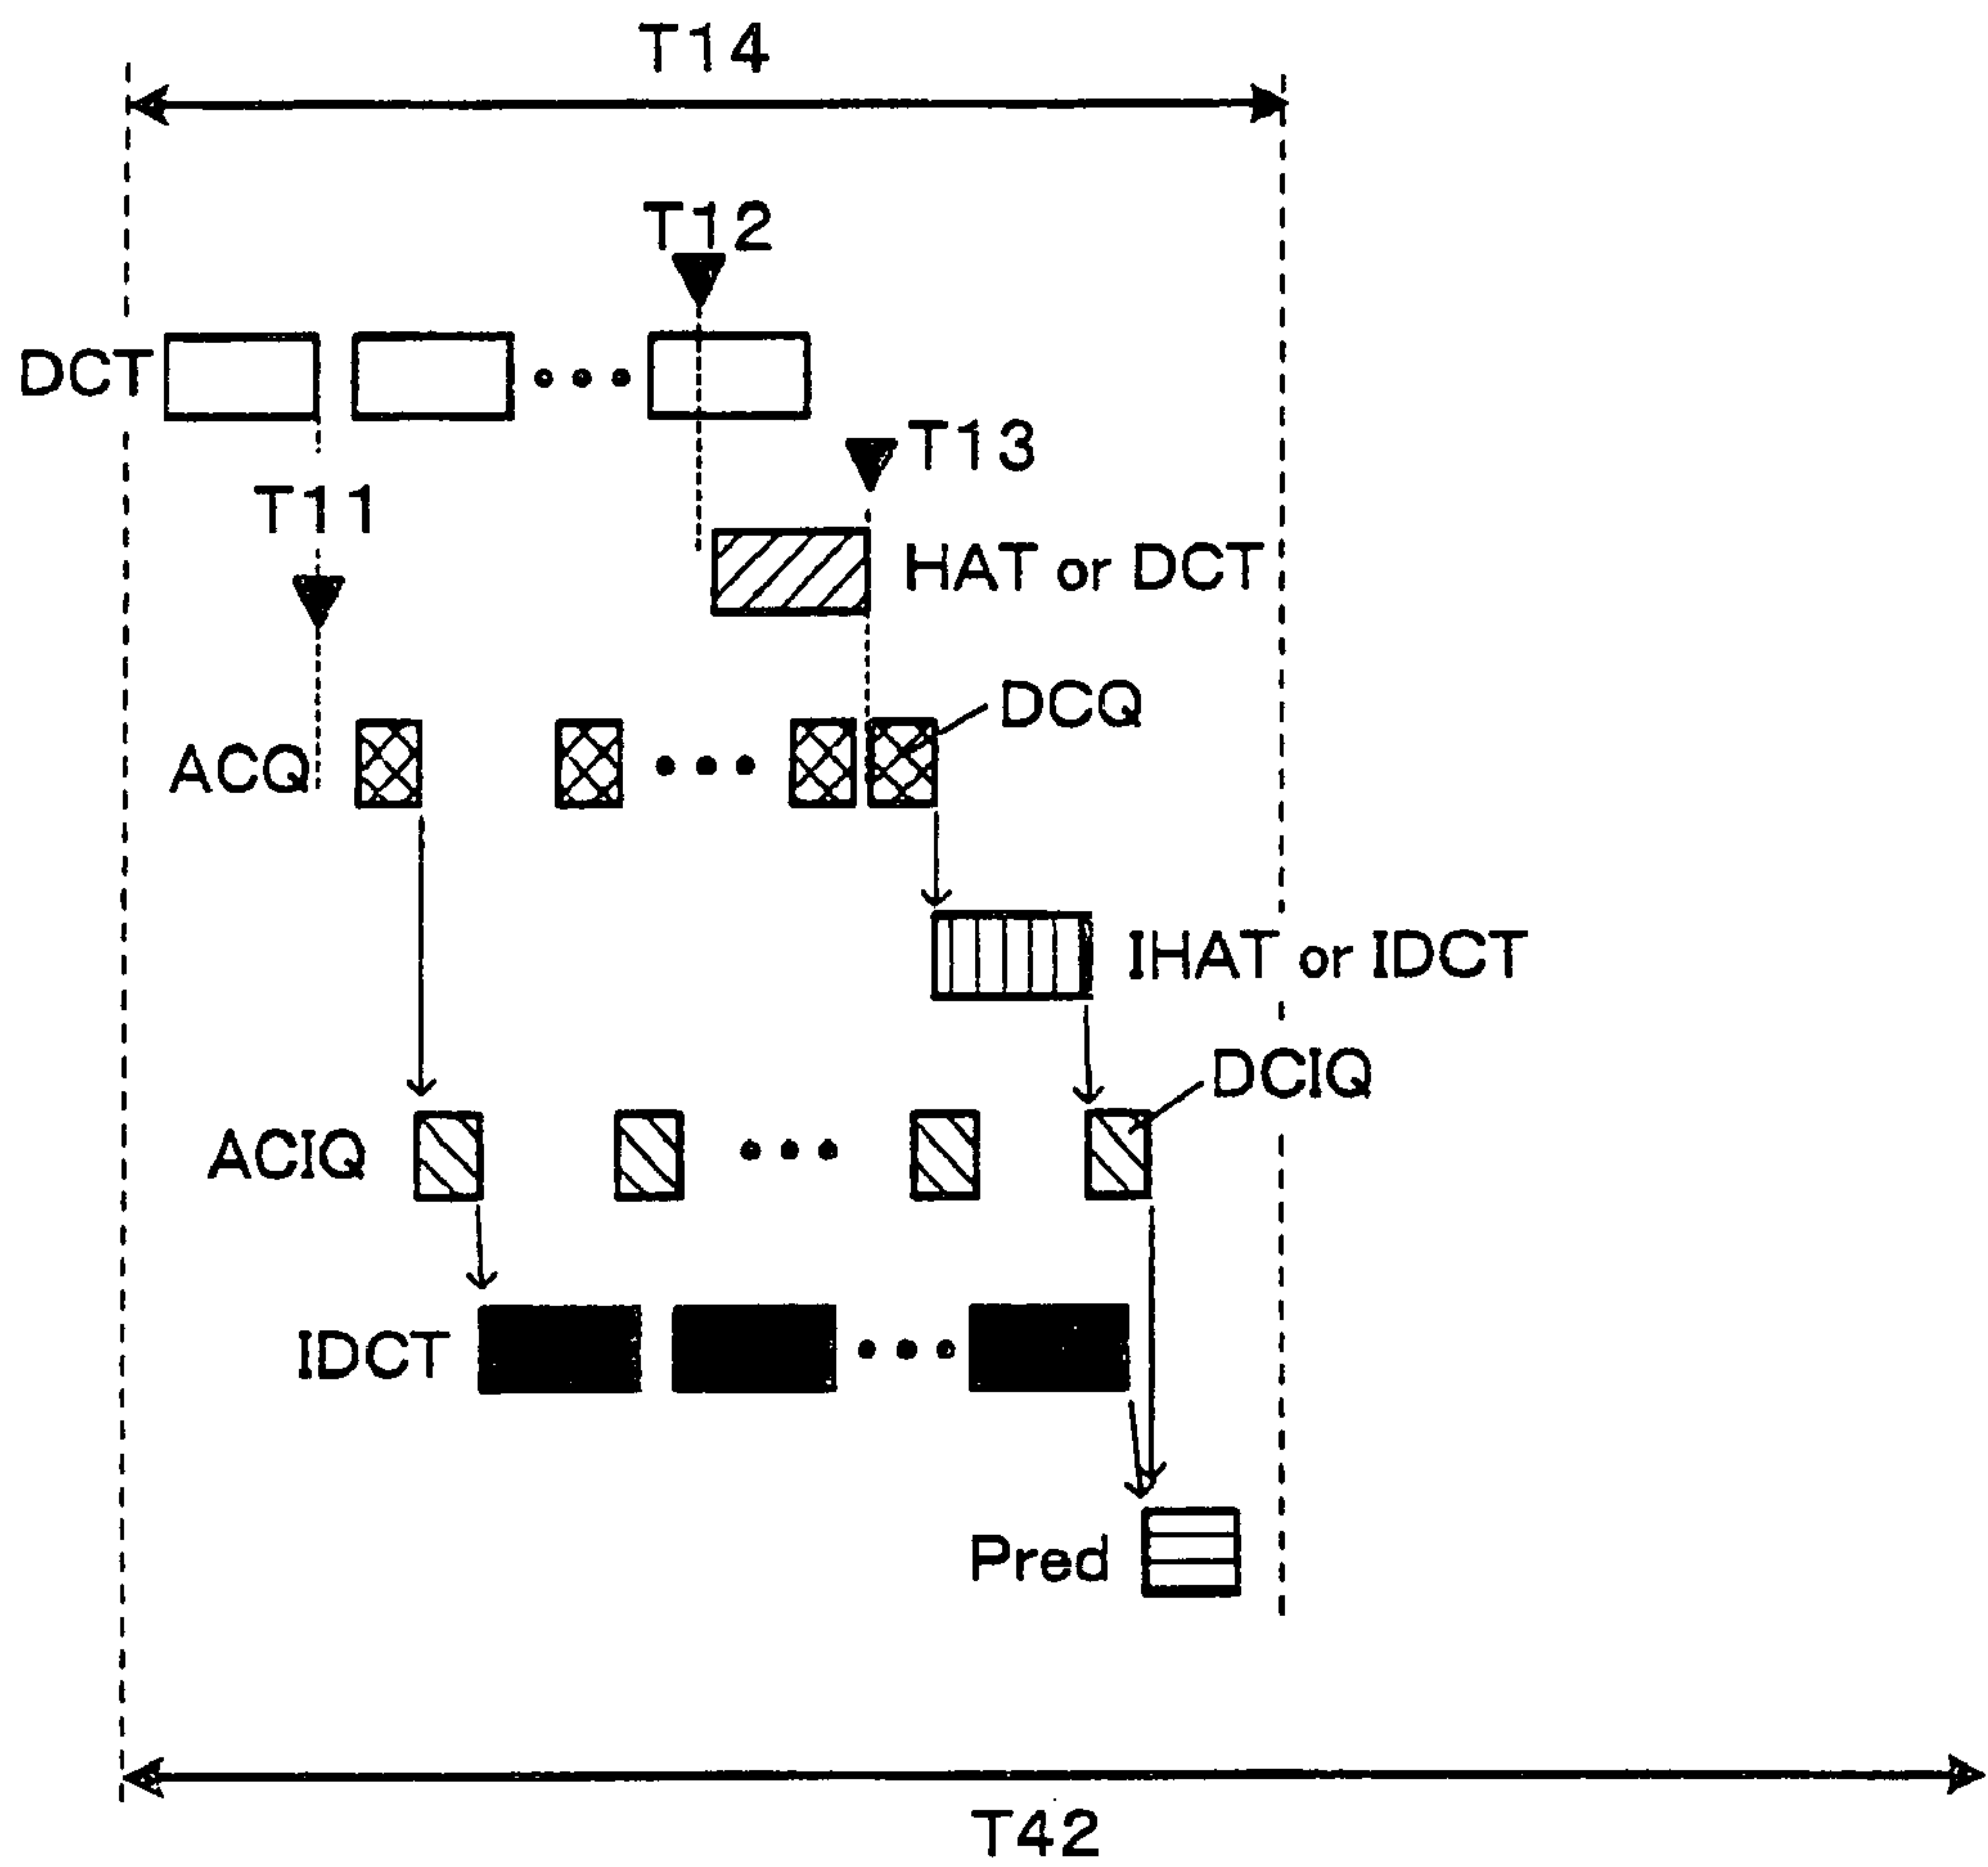 T14
T12
DCT
T13
T11
HAT or DCT
DCQ
ACQ
IHAT or IDCT
DCIQ
ACIQ
IDCT
Pred
T42